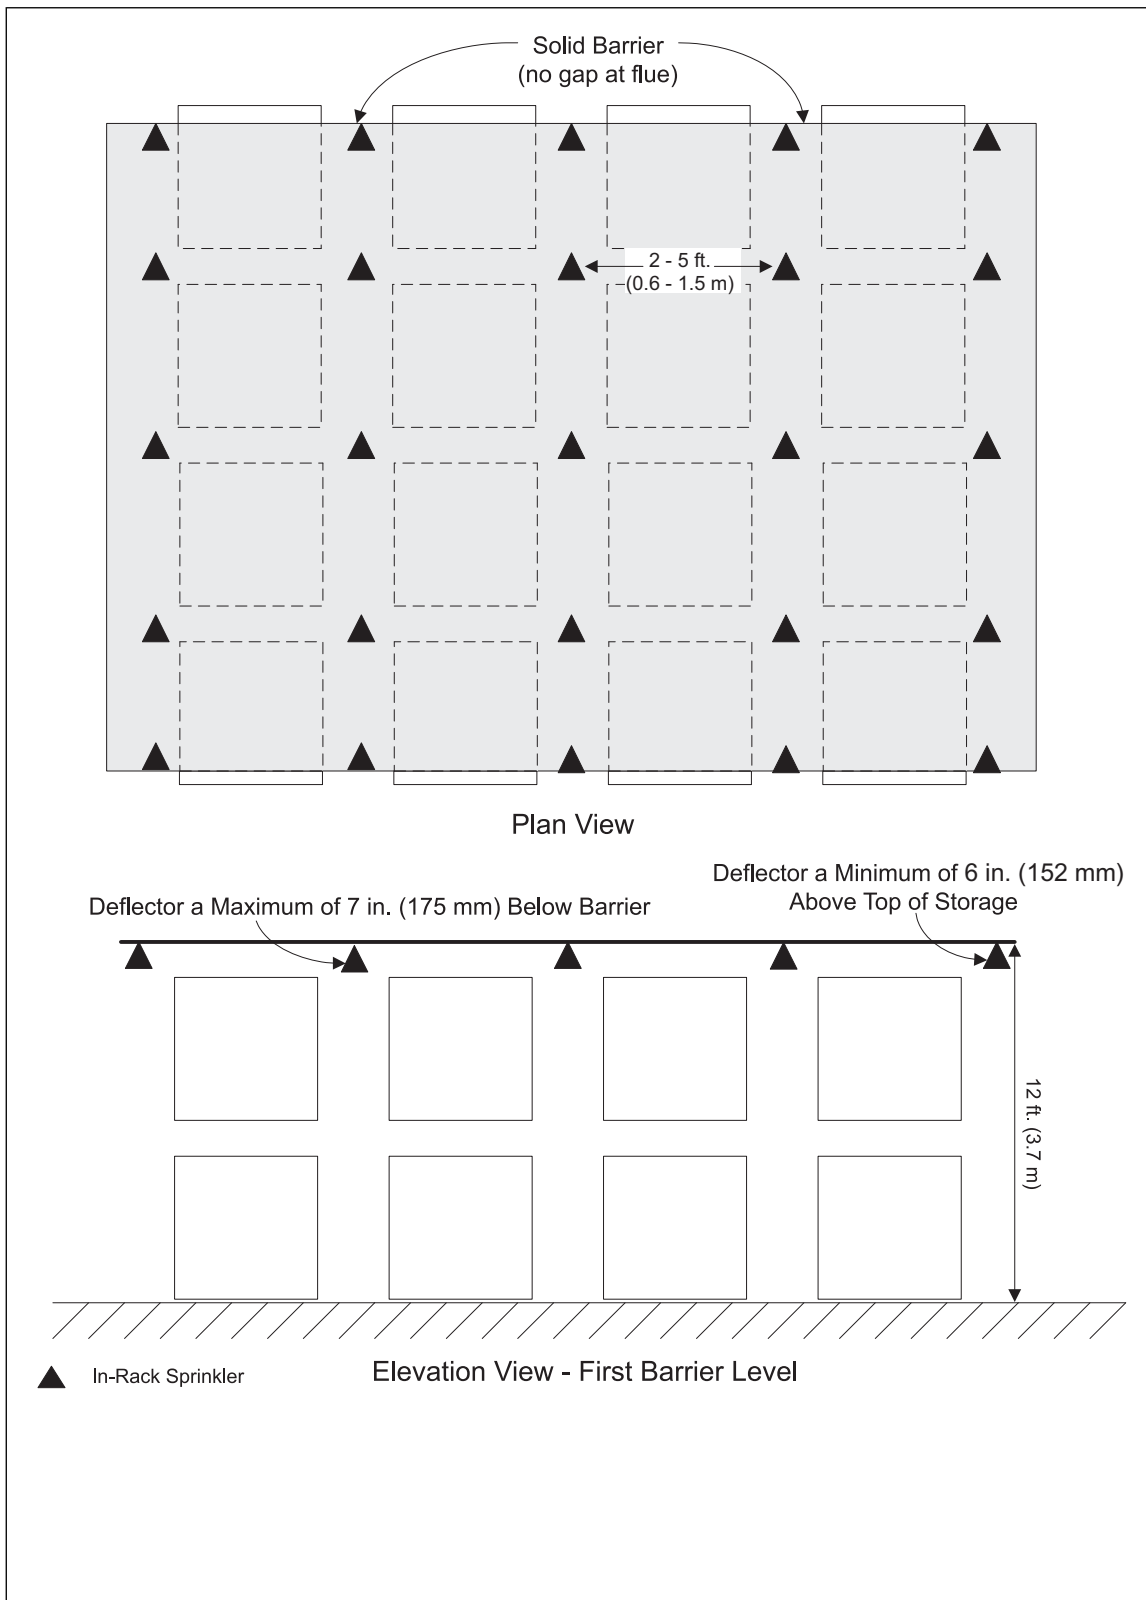 Solid Barrier
(no gap at flue)
2 - 5 ft.
(0.6 - 1.5 m)
Plan View
Deflector a Minimum of 6 in. (152 mm)
Above Top of Storage
Deflector a Maximum of 7 in. (175 mm) Below Barrier
12 ft. (3.7 m)
In-Rack Sprinkler
Elevation View - First Barrier Level